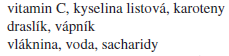 vitamin C, kyselina listová, karoteny
draslík, vápník
vláknina, voda, sacharidy